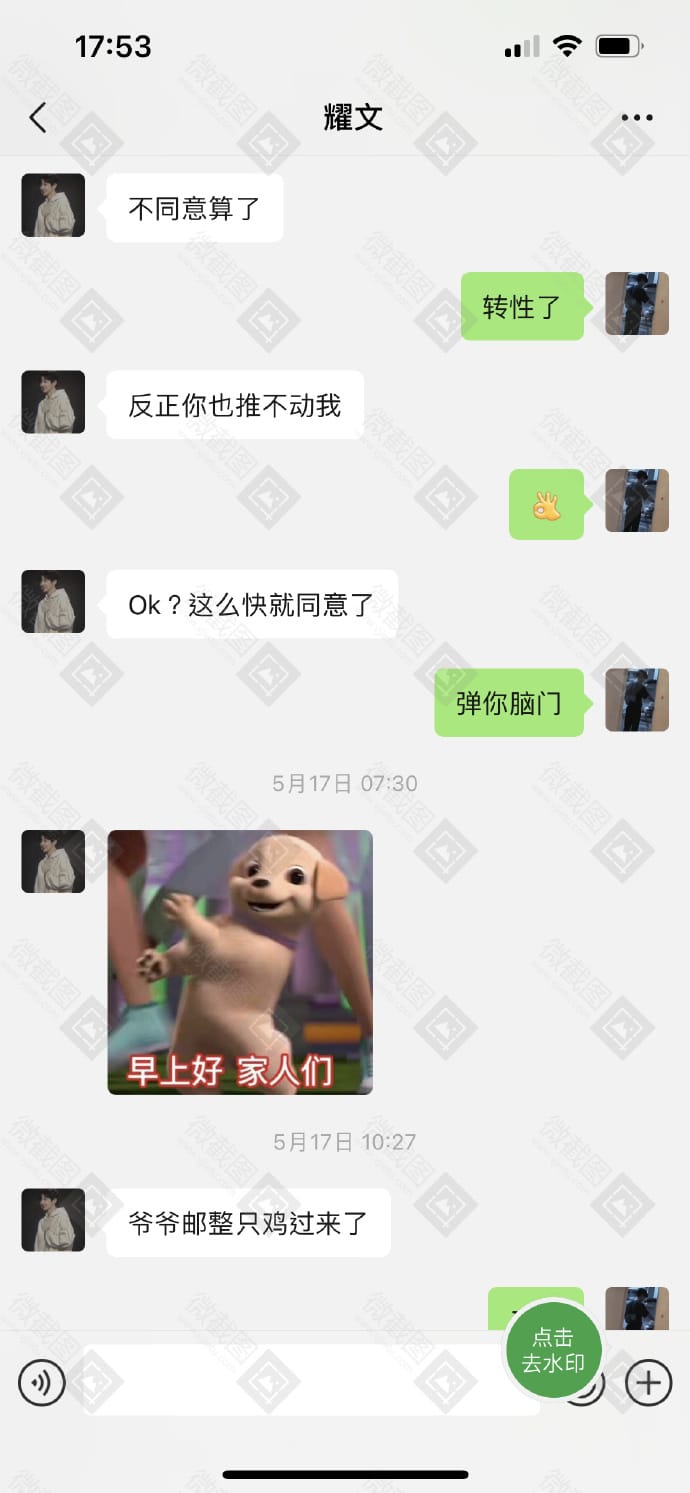 17:53
耀文
不同意算了
转性了
反正你也推不动我
👌
Ok？这么快就同意了
弹你脑门
5月17日 07:30
早上好 家人们
5月17日 10:27
爷爷邮整只鸡过来了
点击
去水印
微截图